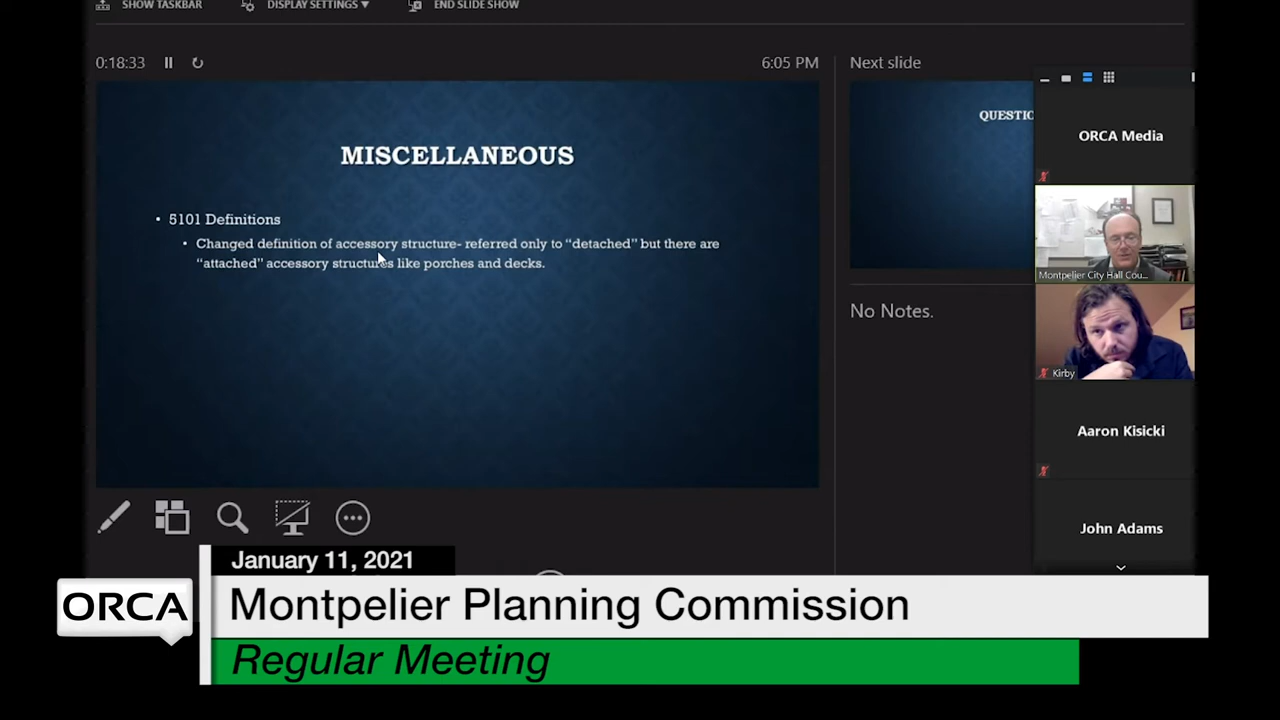 SHOW TASKBAR
DISPLAY SETTINGS ▼
END SLIDE SHOW
0:18:33
6:05 PM
Next slide
MISCELLANEOUS
• 5101 Definitions
• Changed definition of accessory structure- referred only to “detached” but there are
“attached” accessory structures like porches and decks.
QUESTIO
No Notes.
ORCA Media
Montpelier City Hall Cou...
Kirby
Aaron Kisicki
John Adams
January 11, 2021
ORCA
Montpelier Planning Commission
Regular Meeting